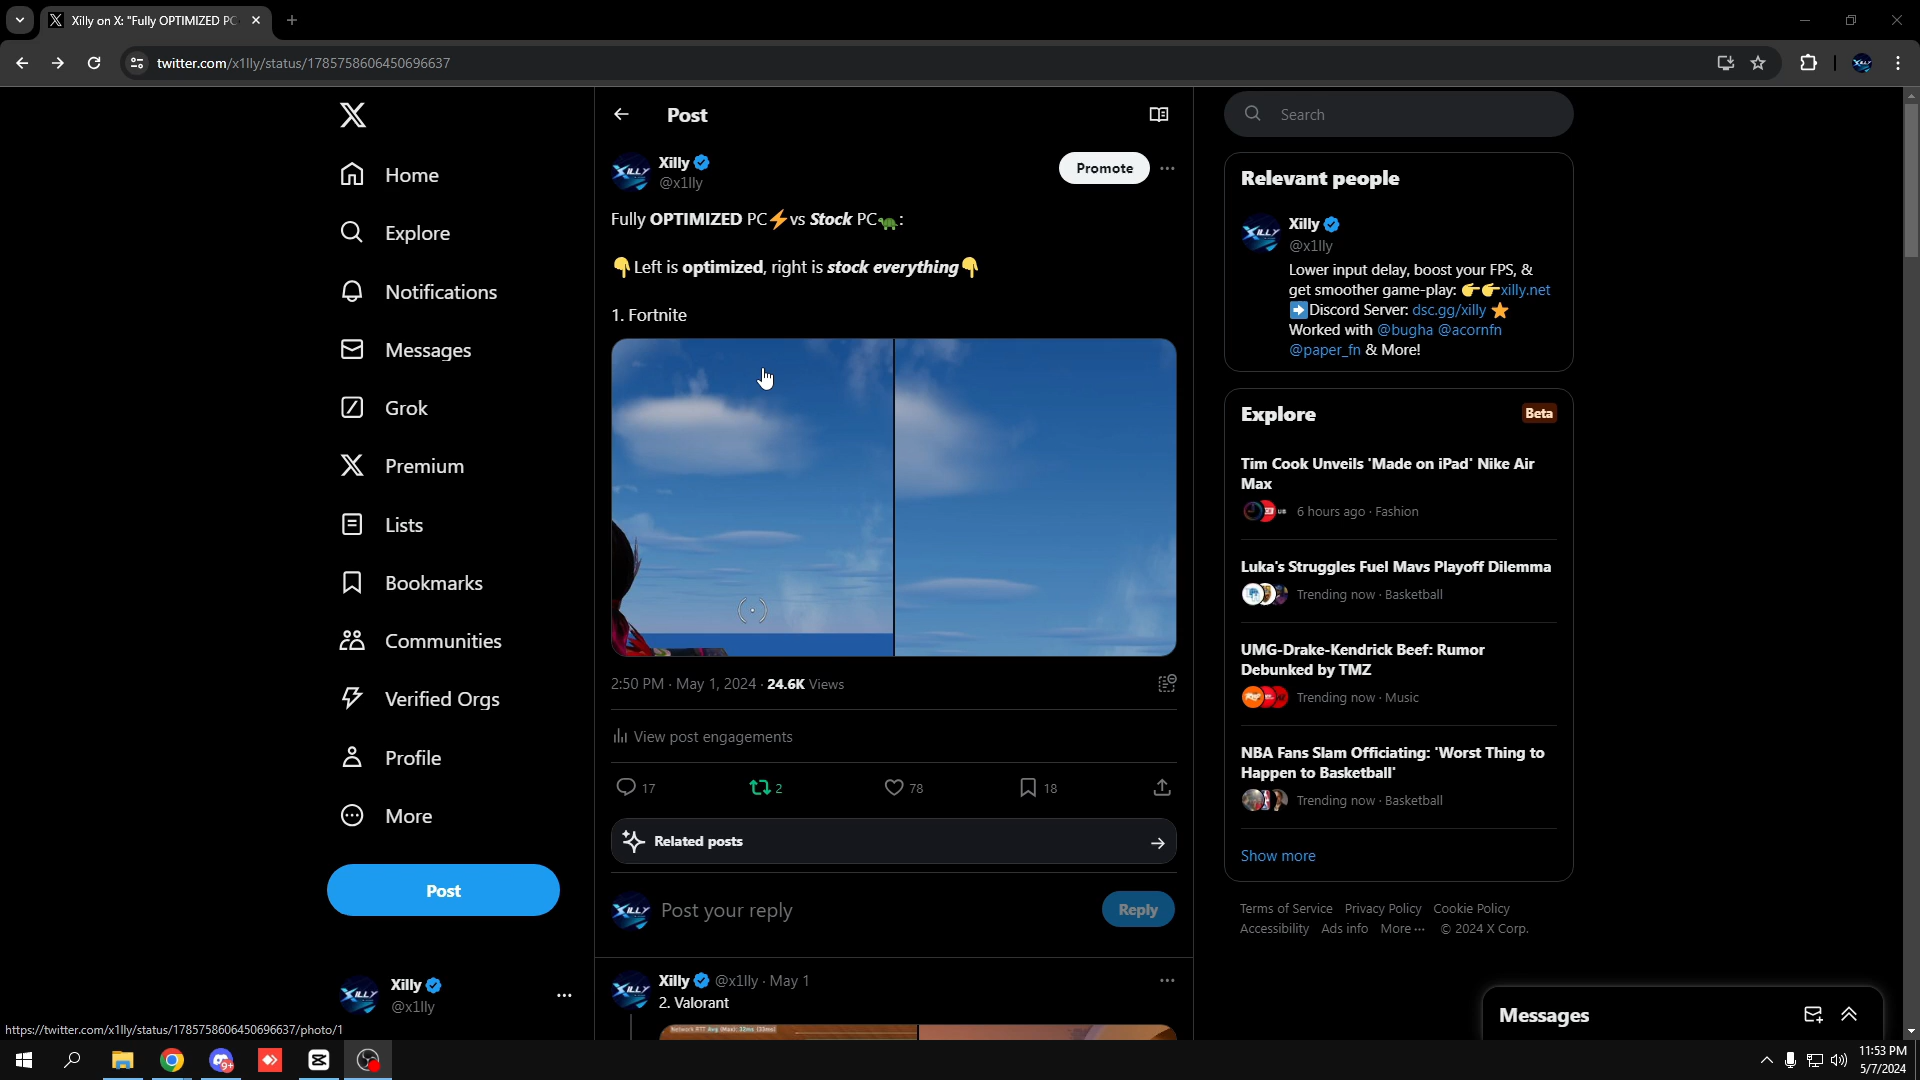 Xilly on X: "Fully OPTIMIZED PC
twitter.com/x1lly/status/1785758606450696637
Home
Explore
Notifications
Messages
Grok
Premium
Lists
Bookmarks
Communities
Verified Orgs
Profile
More
Post
Xilly
@x1lly
Post
Xilly
@x1lly
Promote
Fully OPTIMIZED PC⚡vs Stock PC🐢:
👇Left is optimized, right is stock everything👇
1. Fortnite
2:50 PM · May 1, 2024 · 24.6K Views
View post engagements
17
2
78
18
Related posts
Post your reply
Reply
Xilly @x1lly · May 1
2. Valorant
Network RTT Avg (Max): 32ms (33ms)
Search
Relevant people
Xilly
@x1lly
Lower input delay, boost your FPS, &
get smoother game-play: 👉👉xilly.net
➡️Discord Server: dsc.gg/xilly ⭐
Worked with @bugha @acornfn
@paper_fn & More!
Explore
Beta
Tim Cook Unveils 'Made on iPad' Nike Air
Max
6 hours ago · Fashion
Luka's Struggles Fuel Mavs Playoff Dilemma
Trending now · Basketball
UMG-Drake-Kendrick Beef: Rumor
Debunked by TMZ
Trending now · Music
NBA Fans Slam Officiating: 'Worst Thing to
Happen to Basketball'
Trending now · Basketball
Show more
Terms of Service Privacy Policy Cookie Policy
Accessibility Ads info More ··· © 2024 X Corp.
Messages
https://twitter.com/x1lly/status/1785758606450696637/photo/1
9+
11:53 PM
5/7/2024